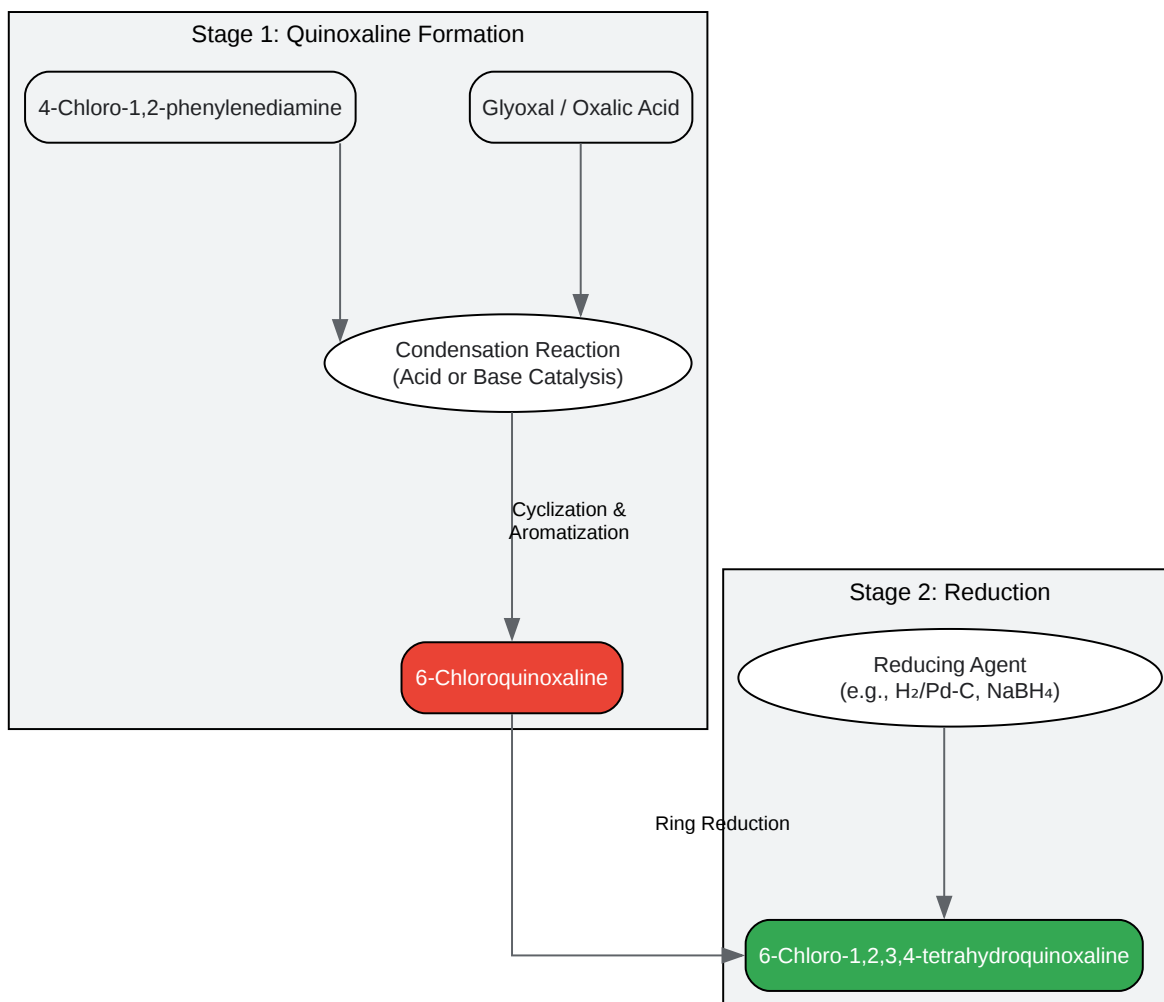 Stage 1: Quinoxaline Formation
4-Chloro-1,2-phenylenediamine
Glyoxal / Oxalic Acid
Condensation Reaction
(Acid or Base Catalysis)
Cyclization &
Aromatization
6-Chloroquinoxaline
Stage 2: Reduction
Reducing Agent
(e.g., H₂/Pd-C, NaBH₄)
Ring Reduction
6-Chloro-1,2,3,4-tetrahydroquinoxaline